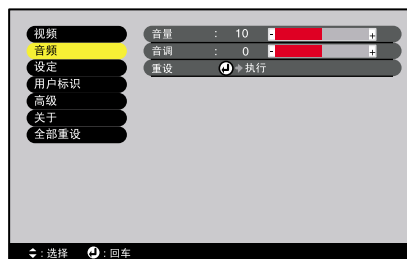 视频
音频
设定
用户标识
高级
关于
全部重设
音量 : 10 - +
音调 : 0 - +
重设 执行
:选择 :回车